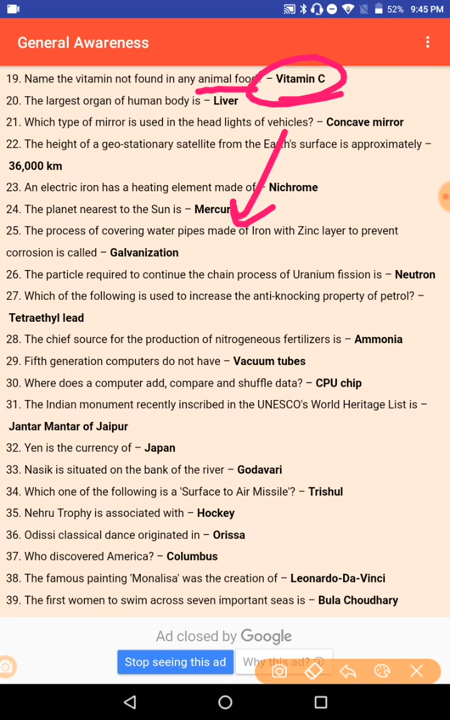 52% 9:45 PM
General Awareness
19. Name the vitamin not found in any animal food? – Vitamin C
20. The largest organ of human body is – Liver
21. Which type of mirror is used in the head lights of vehicles? – Concave mirror
22. The height of a geo-stationary satellite from the Earth's surface is approximately –
36,000 km
23. An electric iron has a heating element made of – Nichrome
24. The planet nearest to the Sun is – Mercury
25. The process of covering water pipes made of Iron with Zinc layer to prevent
corrosion is called – Galvanization
26. The particle required to continue the chain process of Uranium fission is – Neutron
27. Which of the following is used to increase the anti-knocking property of petrol? –
Tetraethyl lead
28. The chief source for the production of nitrogeneous fertilizers is – Ammonia
29. Fifth generation computers do not have – Vacuum tubes
30. Where does a computer add, compare and shuffle data? – CPU chip
31. The Indian monument recently inscribed in the UNESCO's World Heritage List is –
Jantar Mantar of Jaipur
32. Yen is the currency of – Japan
33. Nasik is situated on the bank of the river – Godavari
34. Which one of the following is a 'Surface to Air Missile'? – Trishul
35. Nehru Trophy is associated with – Hockey
36. Odissi classical dance originated in – Orissa
37. Who discovered America? – Columbus
38. The famous painting 'Monalisa' was the creation of – Leonardo-Da-Vinci
39. The first women to swim across seven important seas is – Bula Choudhary
Ad closed by Google
Stop seeing this ad Why this ad?